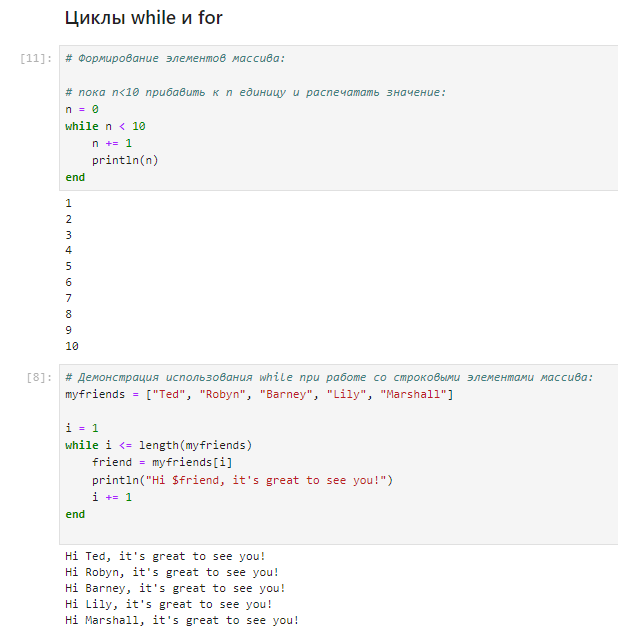 Циклы while и for
[11]:
# Формирование элементов массива:
# пока n<10 прибавить к n единицу и распечатать значение:
n = 0
while n < 10
    n += 1
    println(n)
end
1
2
3
4
5
6
7
8
9
10
[8]:
# Демонстрация использования while при работе со строковыми элементами массива:
myfriends = ["Ted", "Robyn", "Barney", "Lily", "Marshall"]
i = 1
while i <= length(myfriends)
    friend = myfriends[i]
    println("Hi $friend, it's great to see you!")
    i += 1
end
Hi Ted, it's great to see you!
Hi Robyn, it's great to see you!
Hi Barney, it's great to see you!
Hi Lily, it's great to see you!
Hi Marshall, it's great to see you!